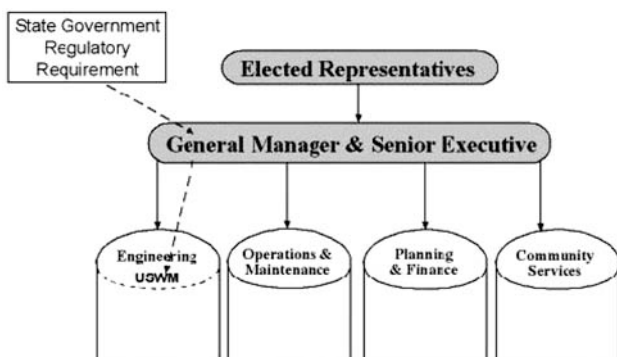 State Government
Regulatory
Requirement
Elected Representatives
General Manager & Senior Executive
Engineering
USWM
Operations &
Maintenance
Planning
& Finance
Community
Services